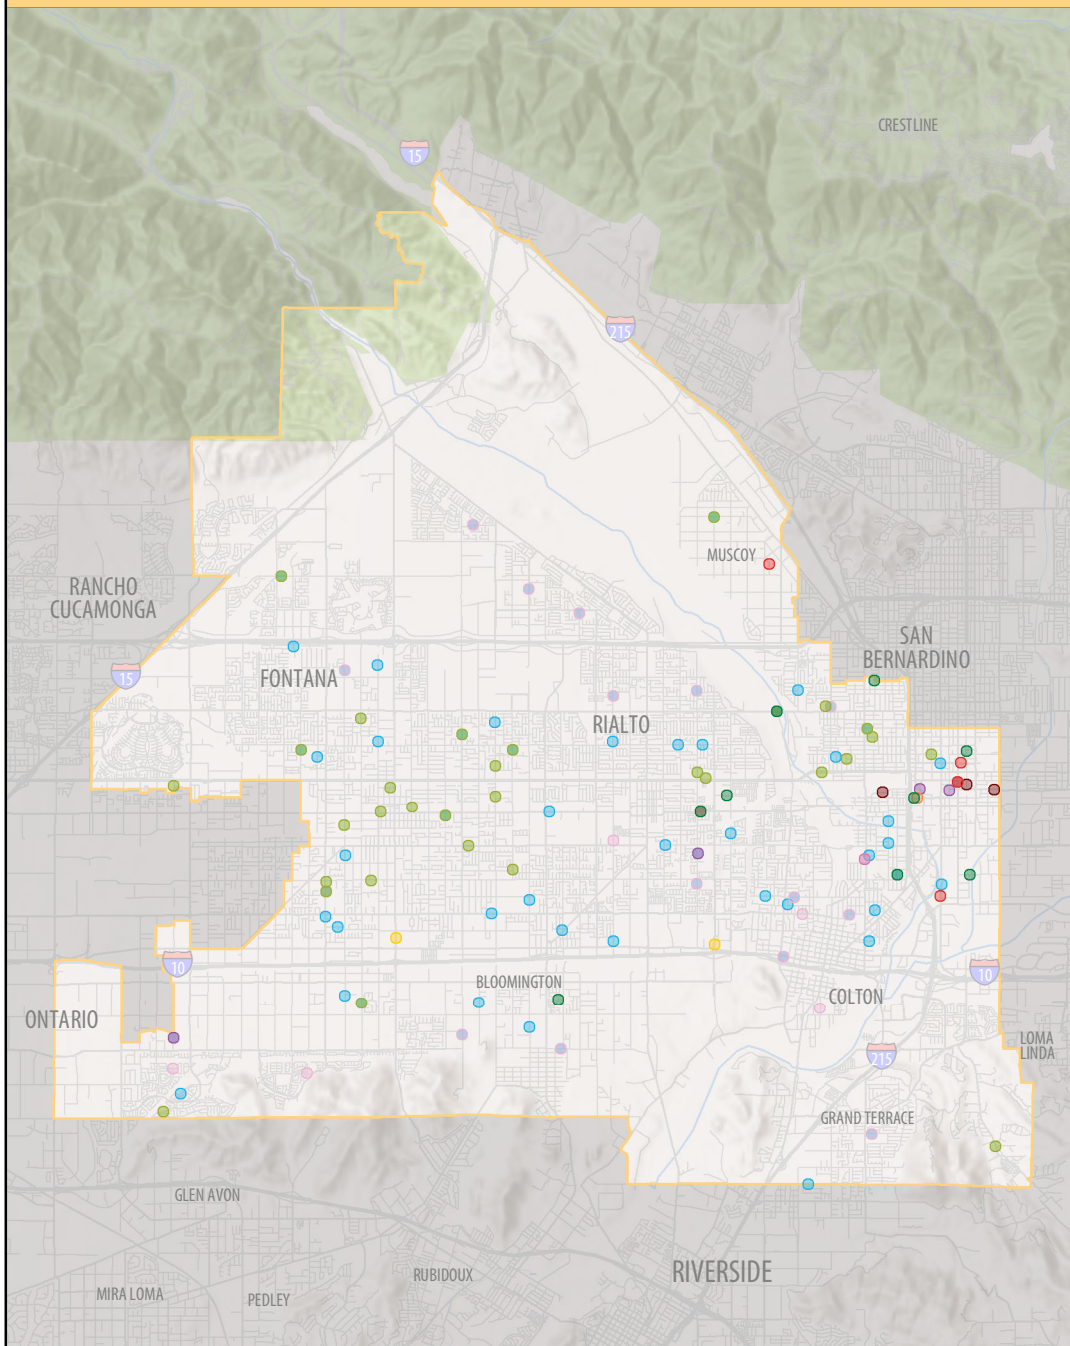 CRESTLINE
15
215
MUSCOY
RANCHO
CUCAMONGA
SAN
BERNARDINO
15
FONTANA
RIALTO
10
BLOOMINGTON
10
COLTON
ONTARIO
LOMA
LINDA
215
GRAND TERRACE
GLEN AVON
RIVERSIDE
RUBIDOUX
MIRA LOMA
PEDLEY